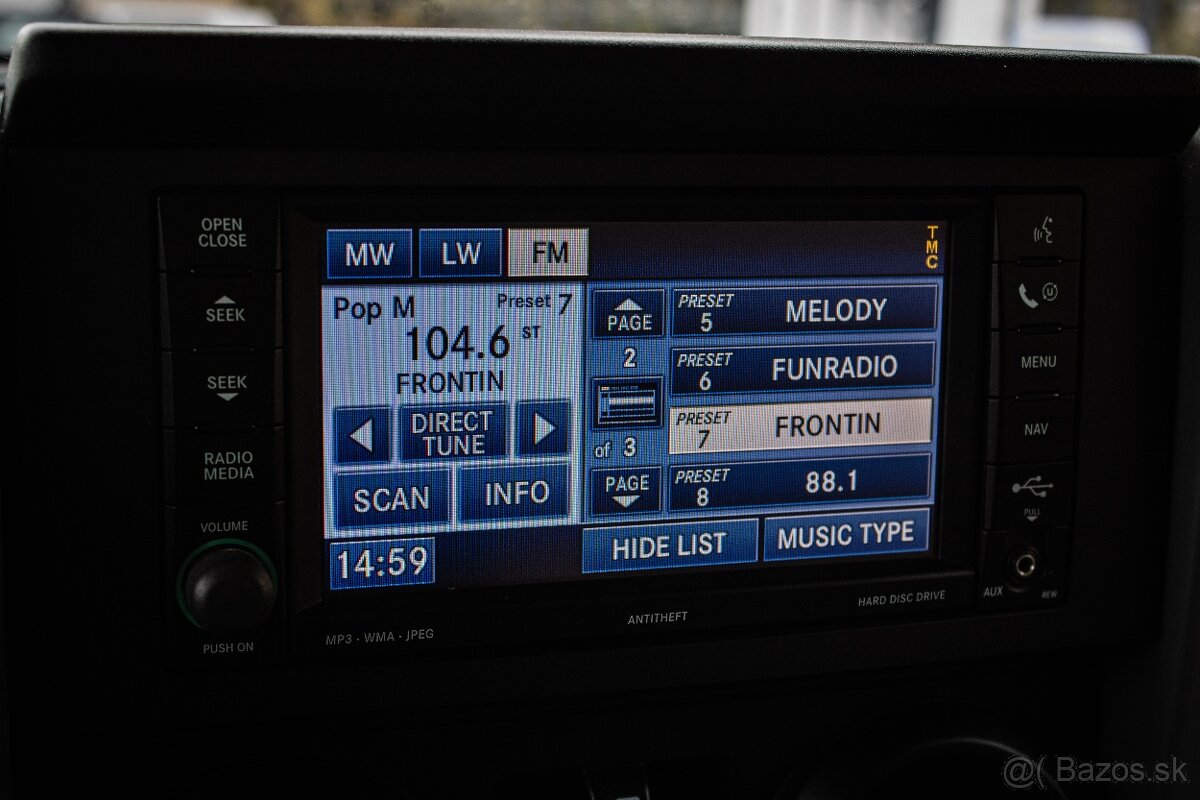 OPEN
CLOSE
SEEK
SEEK
RADIO
MEDIA
VOLUME
PUSH ON
MW LW FM
TMC
Pop M Preset 7
104.6 ST
FRONTIN
DIRECT
TUNE
SCAN INFO
14:59
PAGE
2
of 3
PAGE
PRESET 5 MELODY
PRESET 6 FUNRADIO
PRESET 7 FRONTIN
PRESET 8 88.1
HIDE LIST MUSIC TYPE
MENU
NAV
PULL
AUX REW
MP3 · WMA · JPEG
ANTITHEFT
HARD DISC DRIVE
@( Bazos.sk